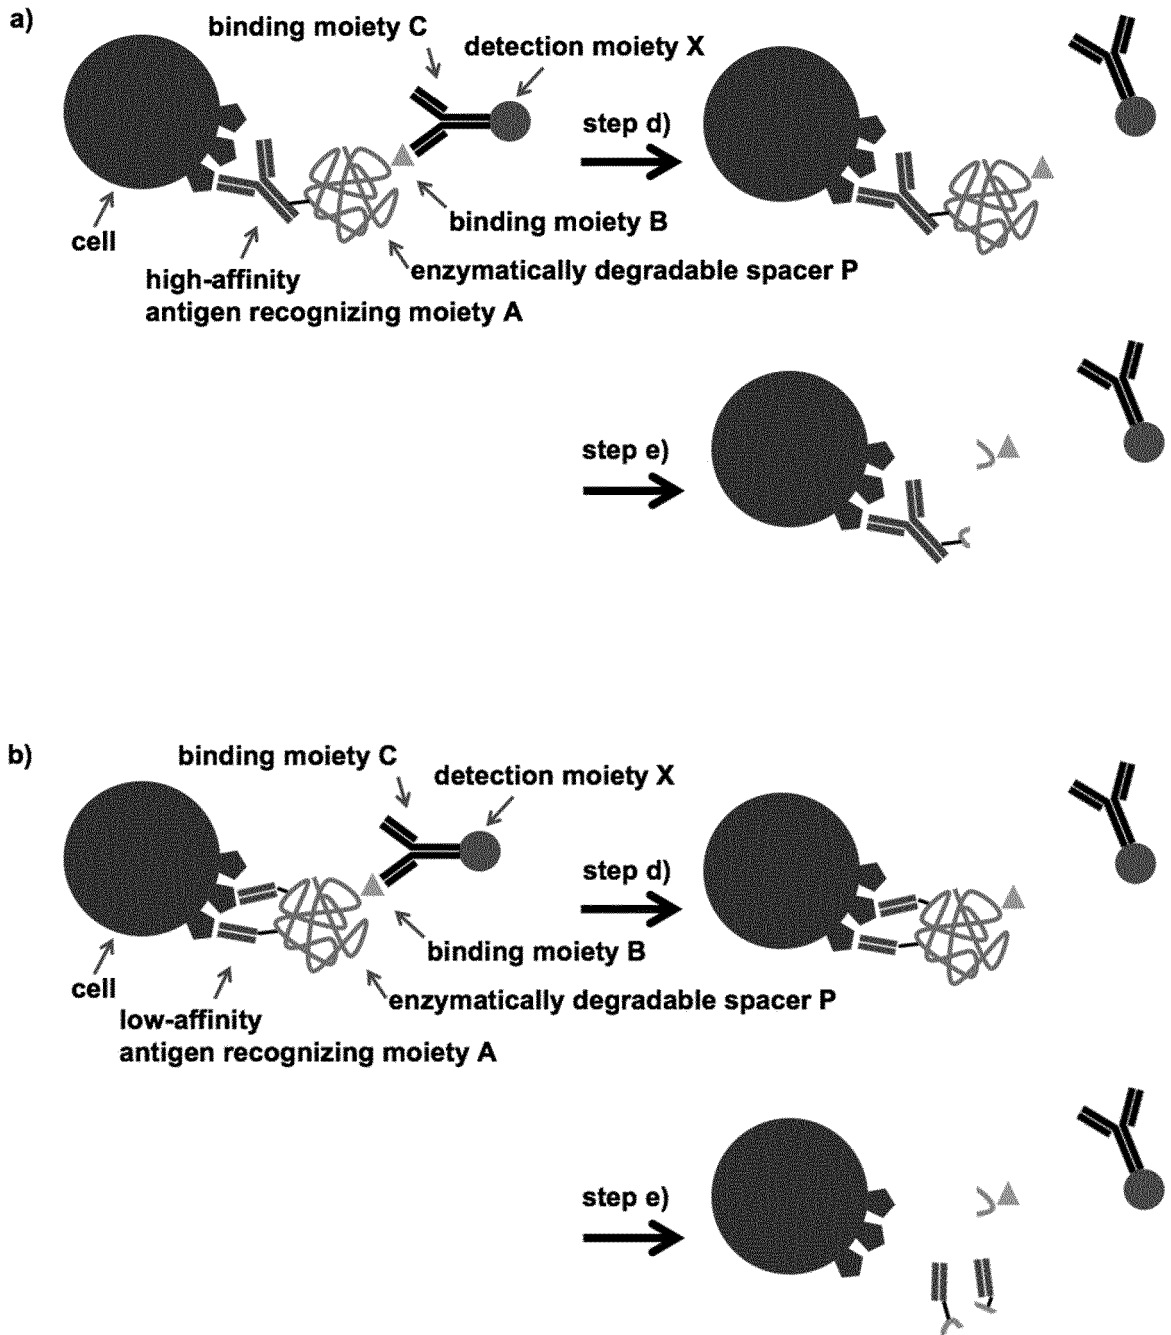 a)
binding moiety C
detection moiety X
step d)
binding moiety B
cell
enzymatically degradable spacer P
high-affinity
antigen recognizing moiety A
step e)
b)
binding moiety C
detection moiety X
step d)
binding moiety B
cell
enzymatically degradable spacer P
low-affinity
antigen recognizing moiety A
step e)